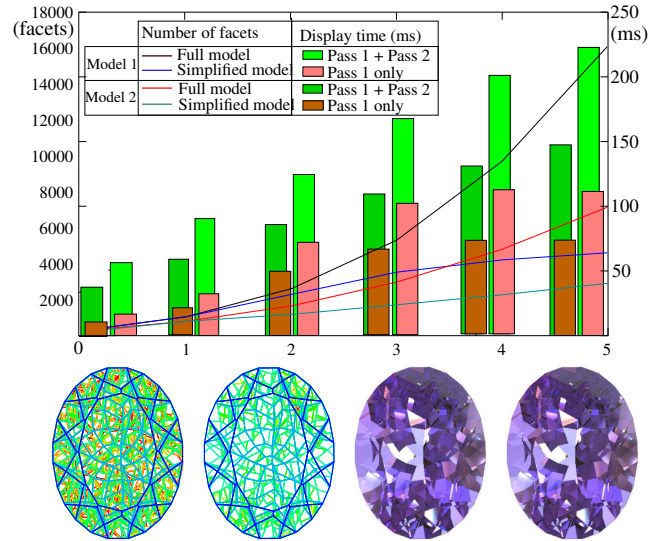 18000
250
(facets)
(ms)
Number of facets
Display time (ms)
16000
Model 1
Full model
Pass 1 + Pass 2
Simplified model
Pass 1 only
200
14000
Model 2
Full model
Pass 1 + Pass 2
Simplified model
Pass 1 only
12000
150
10000
8000
100
6000
4000
50
2000
0 1 2 3 4 5